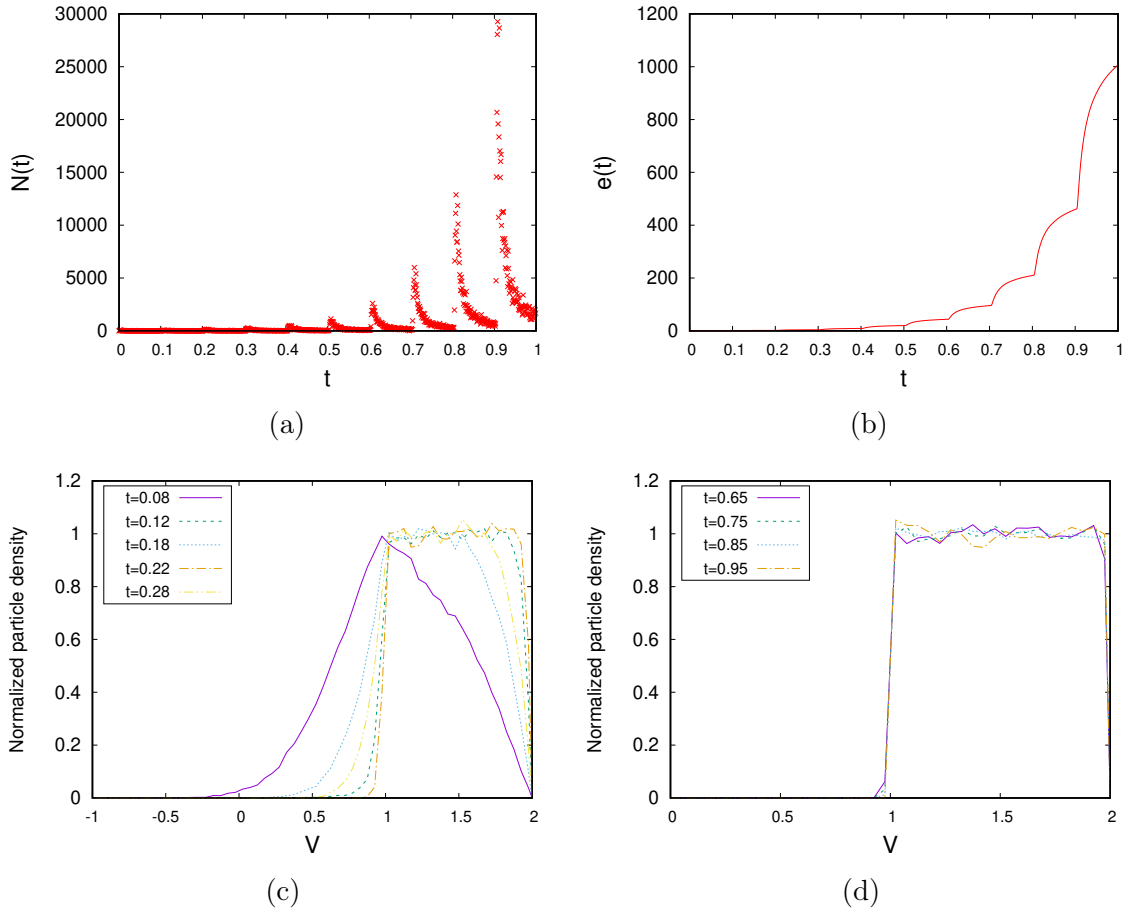 30000
25000
20000
15000
10000
5000
0
N(t)
0 0.1 0.2 0.3 0.4 0.5 0.6 0.7 0.8 0.9 1
t
(a)
1200
1000
800
600
400
200
0
e(t)
0 0.1 0.2 0.3 0.4 0.5 0.6 0.7 0.8 0.9 1
t
(b)
1.2
1
0.8
0.6
0.4
0.2
0
Normalized particle density
t=0.08
t=0.12
t=0.18
t=0.22
t=0.28
-1 -0.5 0 0.5 1 1.5 2
V
(c)
1.2
1
0.8
0.6
0.4
0.2
0
Normalized particle density
t=0.65
t=0.75
t=0.85
t=0.95
0 0.5 1 1.5 2
V
(d)